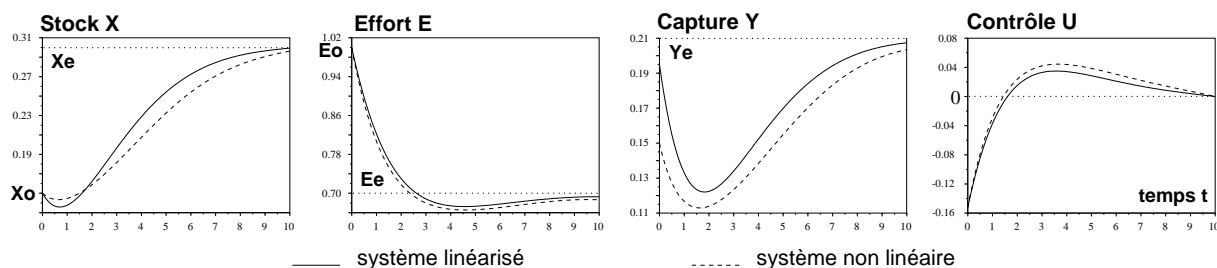 Stock X
Effort E
Capture Y
Contrôle U
0.31
0.27
0.23
0.19
0.15
Xe
Xo
0 1 2 3 4 5 6 7 8 9 10
1.02
0.94
0.86
0.78
0.70
Eo
Ee
0 1 2 3 4 5 6 7 8 9 10
0.21
0.19
0.17
0.15
0.13
0.11
Ye
0 1 2 3 4 5 6 7 8 9 10
0.08
0.04
0
-0.04
-0.08
-0.12
-0.16
temps t
0 1 2 3 4 5 6 7 8 9 10
système linéarisé
système non linéaire